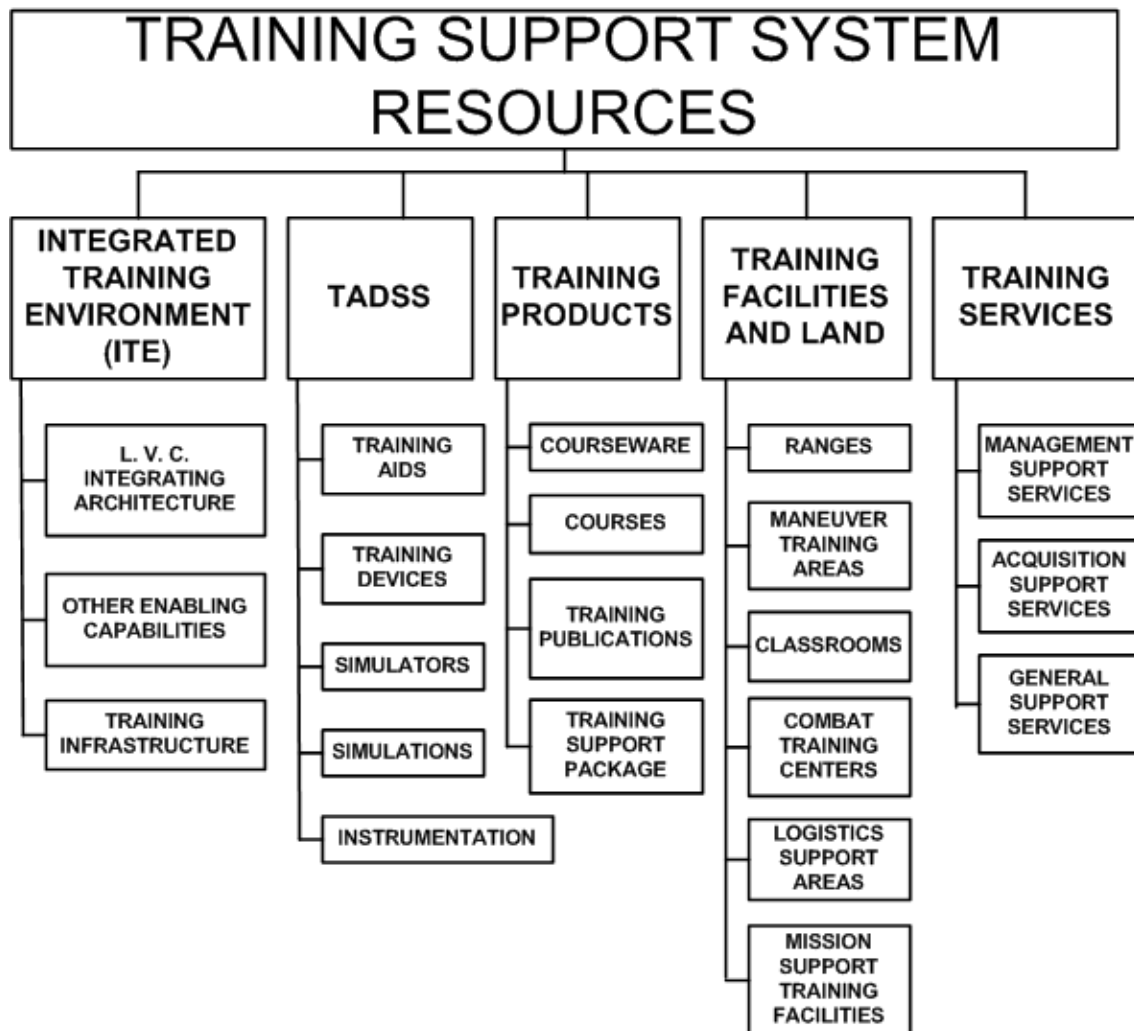 TRAINING SUPPORT SYSTEM
RESOURCES
INTEGRATED
TRAINING
ENVIRONMENT
(ITE)
L. V. C.
INTEGRATING
ARCHITECTURE
OTHER ENABLING
CAPABILITIES
TRAINING
INFRASTRUCTURE
TADSS
TRAINING
AIDS
TRAINING
DEVICES
SIMULATORS
SIMULATIONS
INSTRUMENTATION
TRAINING
PRODUCTS
COURSEWARE
COURSES
TRAINING
PUBLICATIONS
TRAINING
SUPPORT
PACKAGE
TRAINING
FACILITIES
AND LAND
RANGES
MANEUVER
TRAINING
AREAS
CLASSROOMS
COMBAT
TRAINING
CENTERS
LOGISTICS
SUPPORT
AREAS
MISSION
SUPPORT
TRAINING
FACILITIES
TRAINING
SERVICES
MANAGEMENT
SUPPORT
SERVICES
ACQUISITION
SUPPORT
SERVICES
GENERAL
SUPPORT
SERVICES